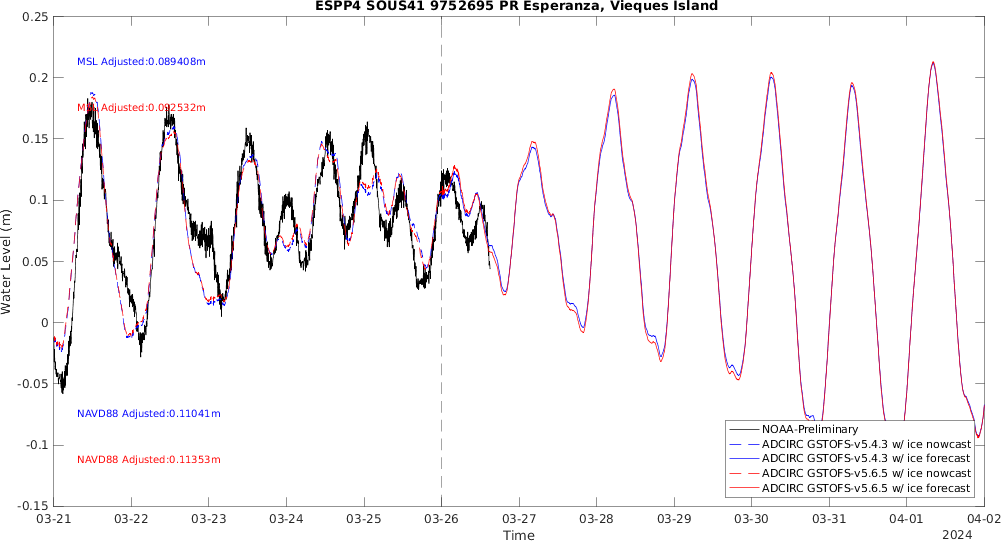 ESPP4 SOUS41 9752695 PR Esperanza, Vieques Island
0.25
0.2
0.15
0.1
0.05
0
-0.05
-0.1
-0.15
Water Level (m)
MSL Adjusted:0.089408m
Adjusted:0.092532m
NAVD88 Adjusted:0.11041m
NAVD88 Adjusted:0.11353m
NOAA-Preliminary
ADCIRC GSTOFS-v5.4.3 w/ ice nowcast
ADCIRC GSTOFS-v5.4.3 w/ ice forecast
ADCIRC GSTOFS-v5.6.5 w/ ice nowcast
ADCIRC GSTOFS-v5.6.5 w/ ice forecast
03-21 03-22 03-23 03-24 03-25 03-26 03-27 03-28 03-29 03-30 03-31 04-01 04-02
Time
2024